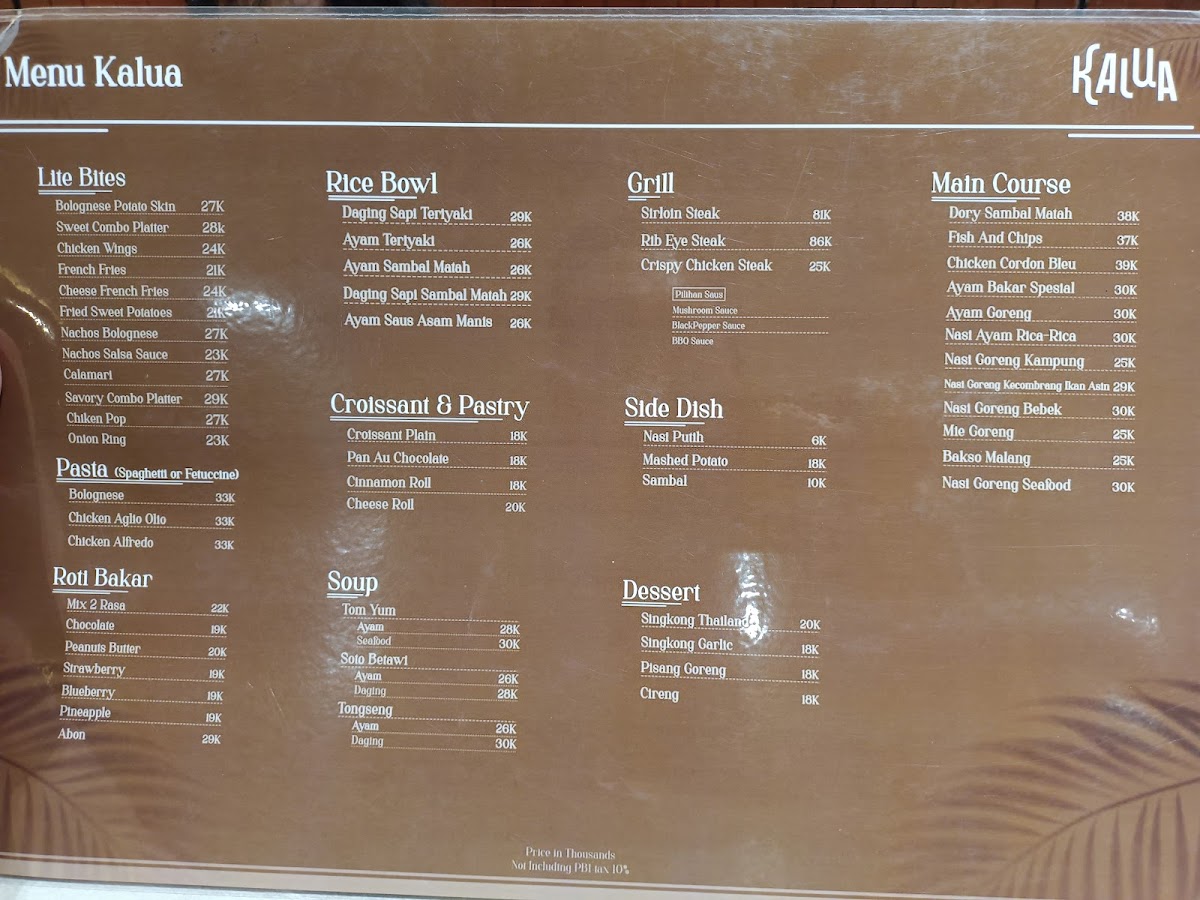 Menu Kalua
KALUA
Lite Bites
Bolognese Potato Skin 27K
Sweet Combo Platter 28k
Chicken Wings 24K
French Fries 21K
Cheese French Fries 24K
Fried Sweet Potatoes
Nachos Bolognese 27K
Nachos Salsa Sauce 23K
Calamari 27K
Savory Combo Platter 29K
Chiken Pop 27K
Onion Ring 23K
Pasta (Spaghetti or Fetuccine)
Bolognese 33K
Chicken Aglio Olio 33K
Chicken Alfredo 33K
Roti Bakar
Mix 2 Rasa 22K
Chocolate 19K
Peanuts Butter 20K
Strawberry 19K
Blueberry 19K
Pineapple 19K
Abon 29K
Rice Bowl
Daging Sapi Teriyaki 29K
Ayam Teriyaki 26K
Ayam Sambal Matah 26K
Daging Sapi Sambal Matah 29K
Ayam Saus Asam Manis 26K
Croissant & Pastry
Croissant Plain 18K
Pan Au Chocolate 18K
Cinnamon Roll 18K
Cheese Roll 20K
Soup
Tom Yum
Ayam 28K
Seafood 30K
Soto Betawi
Ayam 26K
Daging 28K
Tongseng
Ayam 26K
Daging 30K
Grill
Sirloin Steak 81K
Rib Eye Steak 86K
Crispy Chicken Steak 25K
Pilihan Saus
Mushroom Sauce
BlackPepper Sauce
BBQ Sauce
Side Dish
Nasi Putih 6K
Mashed Potato 18K
Sambal 10K
Dessert
Singkong Thailand 20K
Singkong Garlic 18K
Pisang Goreng 18K
Cireng 18K
Main Course
Dory Sambal Matah 38K
Fish And Chips 37K
Chicken Cordon Bleu 39K
Ayam Bakar Spesial 30K
Ayam Goreng 30K
Nasi Ayam Rica-Rica 30K
Nasi Goreng Kampung 25K
Nasi Goreng Kecombrang Ikan Asin 29K
Nasi Goreng Bebek 30K
Mie Goreng 25K
Bakso Malang 25K
Nasi Goreng Seafood 30K
Price in Thousands
Not Including PB1 tax 10%